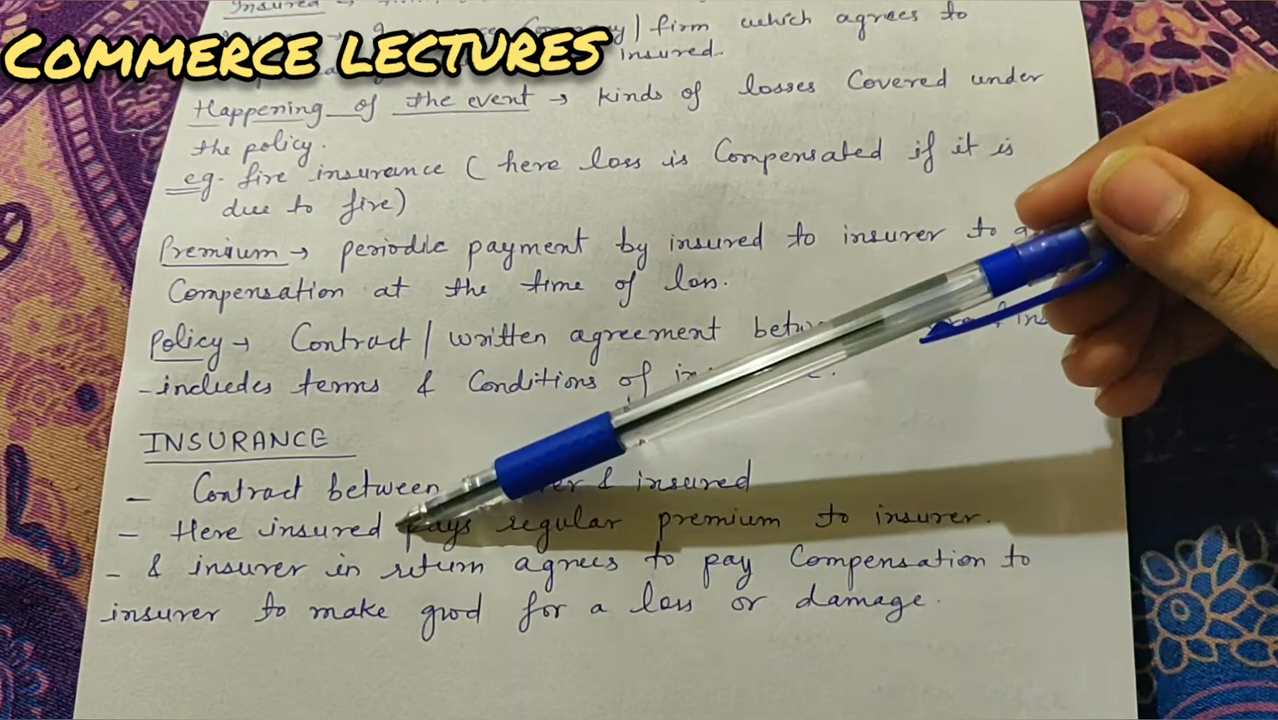 Insured →
COMMERCE LECTURES
firm which agrees to
insured.
Happening of the event → kinds of losses Covered under
the policy.
eg. fire insurance ( here loss is Compensated if it is
due to fire)
Premium → periodic payment by insured to insurer to
Compensation at the time of loss.
Policy → Contract / written agreement
- includes terms & Conditions of
INSURANCE
- Contract between & insured
- Here insured pays regular premium to insurer.
- & insurer in return agrees to pay Compensation to
insurer to make good for a loss or damage.